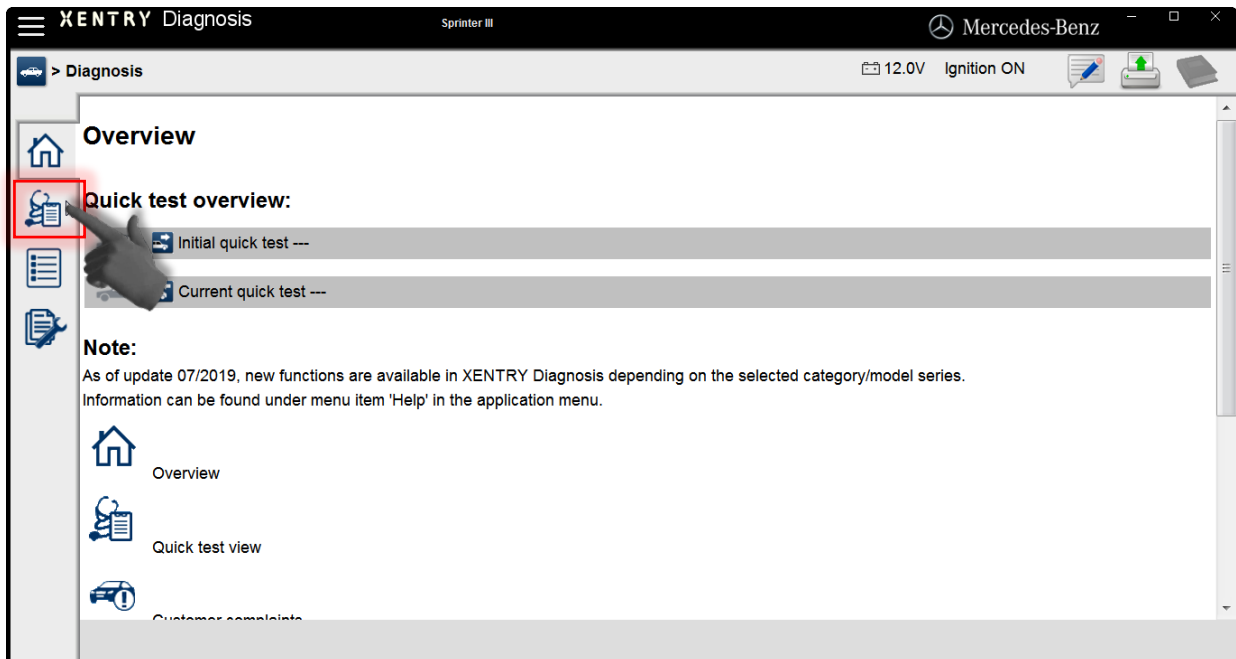 XENTRY Diagnosis
Sprinter III
Mercedes-Benz
> Diagnosis
12.0V
Ignition ON
Overview
Quick test overview:
Initial quick test ---
Current quick test ---
Note:
As of update 07/2019, new functions are available in XENTRY Diagnosis depending on the selected category/model series.
Information can be found under menu item 'Help' in the application menu.
Overview
Quick test view
Customer complaints